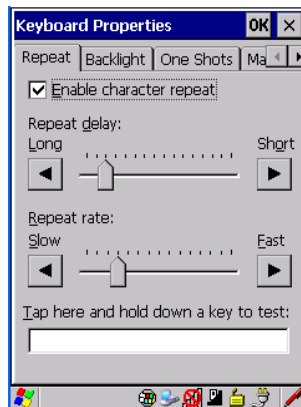 Keyboard Properties OK ×
Repeat Backlight One Shots Ma
Enable character repeat
Repeat delay:
Long Short
Repeat rate:
Slow Fast
Tap here and hold down a key to test: